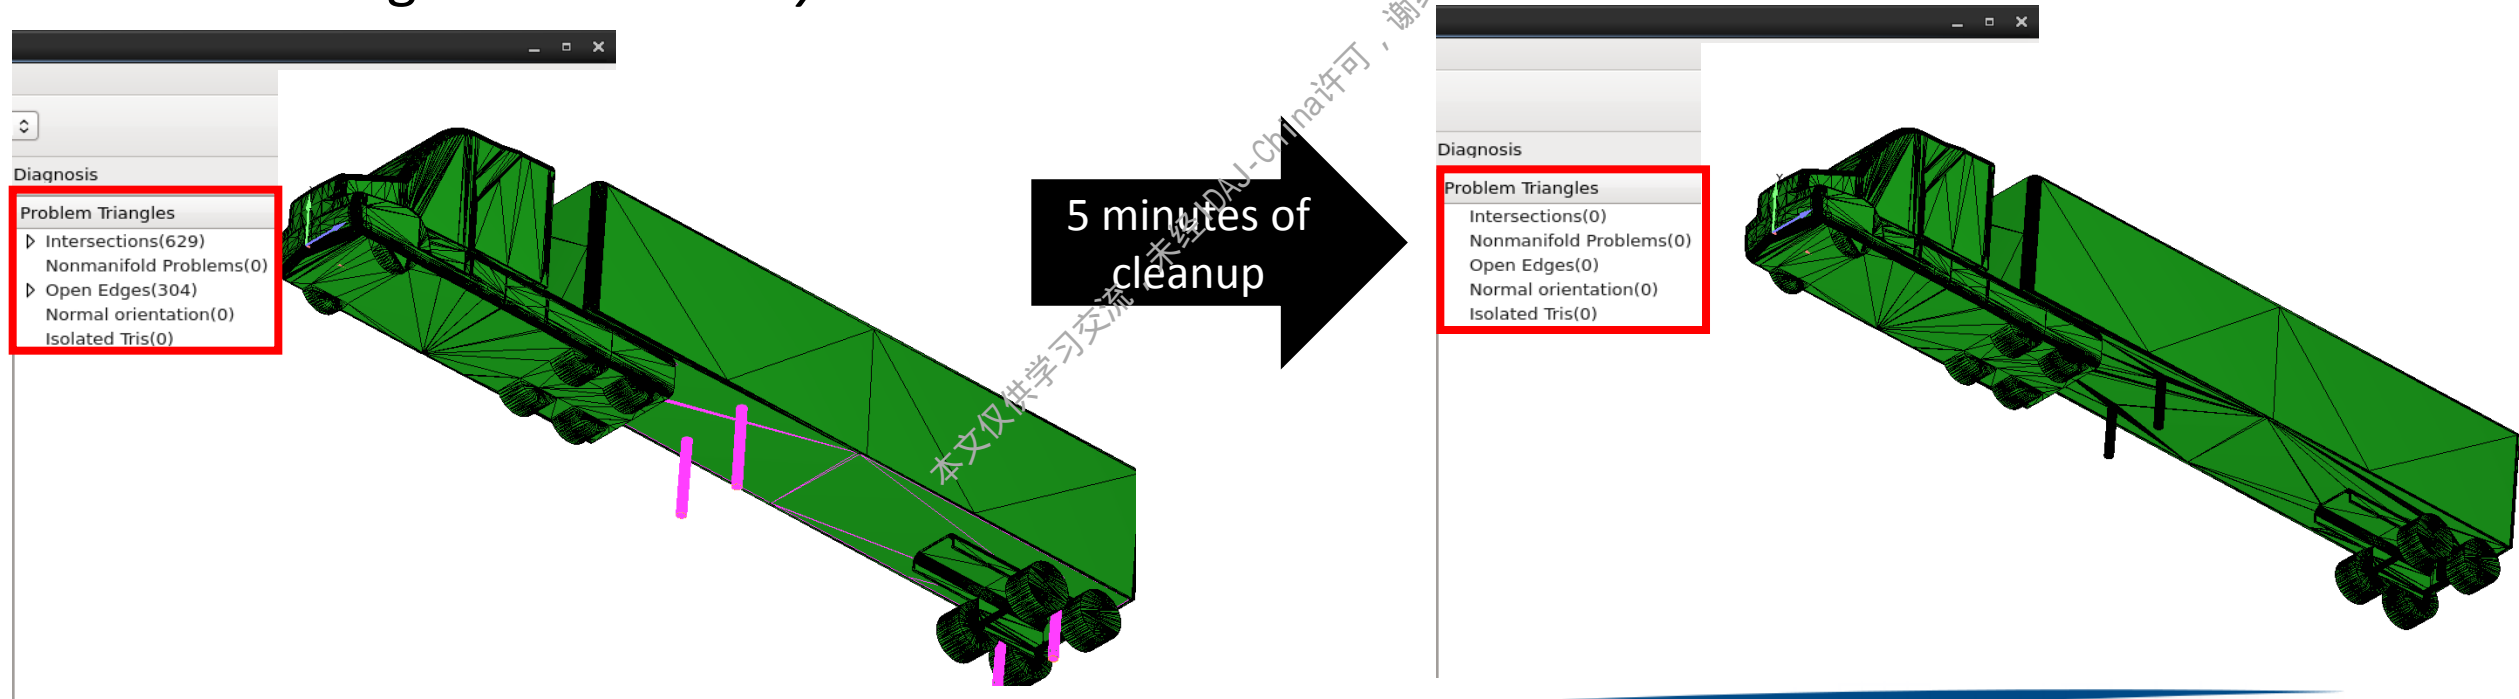 Diagnosis
Problem Triangles
Intersections(629)
Nonmanifold Problems(0)
Open Edges(304)
Normal orientation(0)
Isolated Tris(0)
5 minutes of
cleanup
Diagnosis
Problem Triangles
Intersections(0)
Nonmanifold Problems(0)
Open Edges(0)
Normal orientation(0)
Isolated Tris(0)
本文仅供学习交流，未经IDAJ-China许可，谢